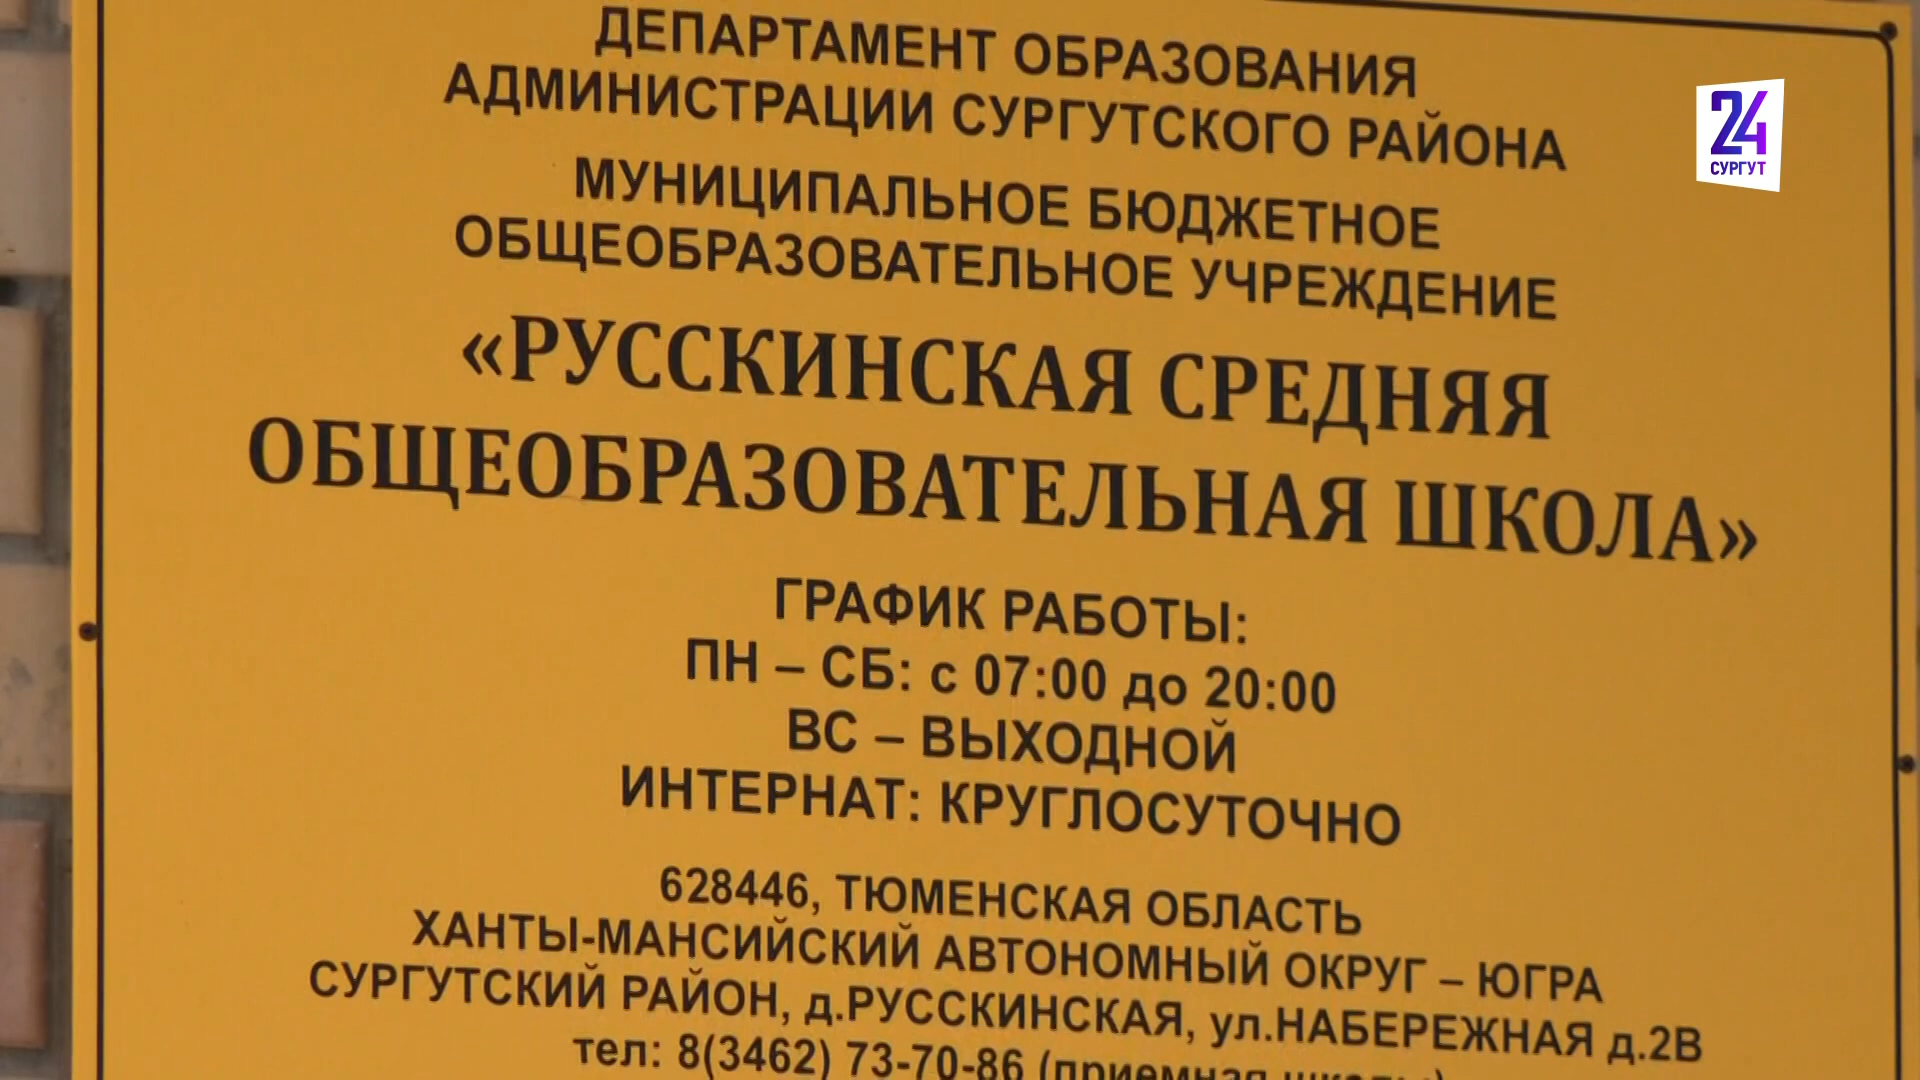 ДЕПАРТАМЕНТ ОБРАЗОВАНИЯ
АДМИНИСТРАЦИИ СУРГУТСКОГО РАЙОНА
24
СУРГУТ
МУНИЦИПАЛЬНОЕ БЮДЖЕТНОЕ
ОБЩЕОБРАЗОВАТЕЛЬНОЕ УЧРЕЖДЕНИЕ
«РУССКИНСКАЯ СРЕДНЯЯ
ОБЩЕОБРАЗОВАТЕЛЬНАЯ ШКОЛА»
ГРАФИК РАБОТЫ:
ПН – СБ: с 07:00 до 20:00
ВС – ВЫХОДНОЙ
ИНТЕРНАТ: КРУГЛОСУТОЧНО
628446, ТЮМЕНСКАЯ ОБЛАСТЬ
ХАНТЫ-МАНСИЙСКИЙ АВТОНОМНЫЙ ОКРУГ – ЮГРА
СУРГУТСКИЙ РАЙОН, д.РУССКИНСКАЯ, ул.НАБЕРЕЖНАЯ д.2В
тел: 8(3462) 73-70-86 (приемная школы)